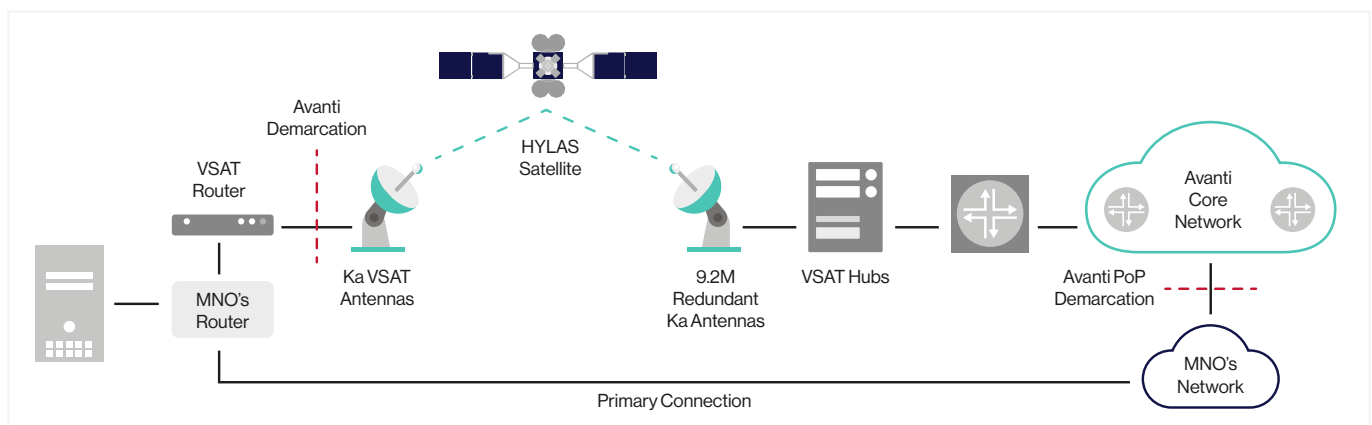 Avanti
Demarcation
VSAT
Router
HYLAS
Satellite
Avanti
Core
Network
Ka VSAT
Antennas
9.2M
Redundant
Ka Antennas
VSAT Hubs
Avanti PoP
Demarcation
MNO's
Router
MNO's
Network
Primary Connection